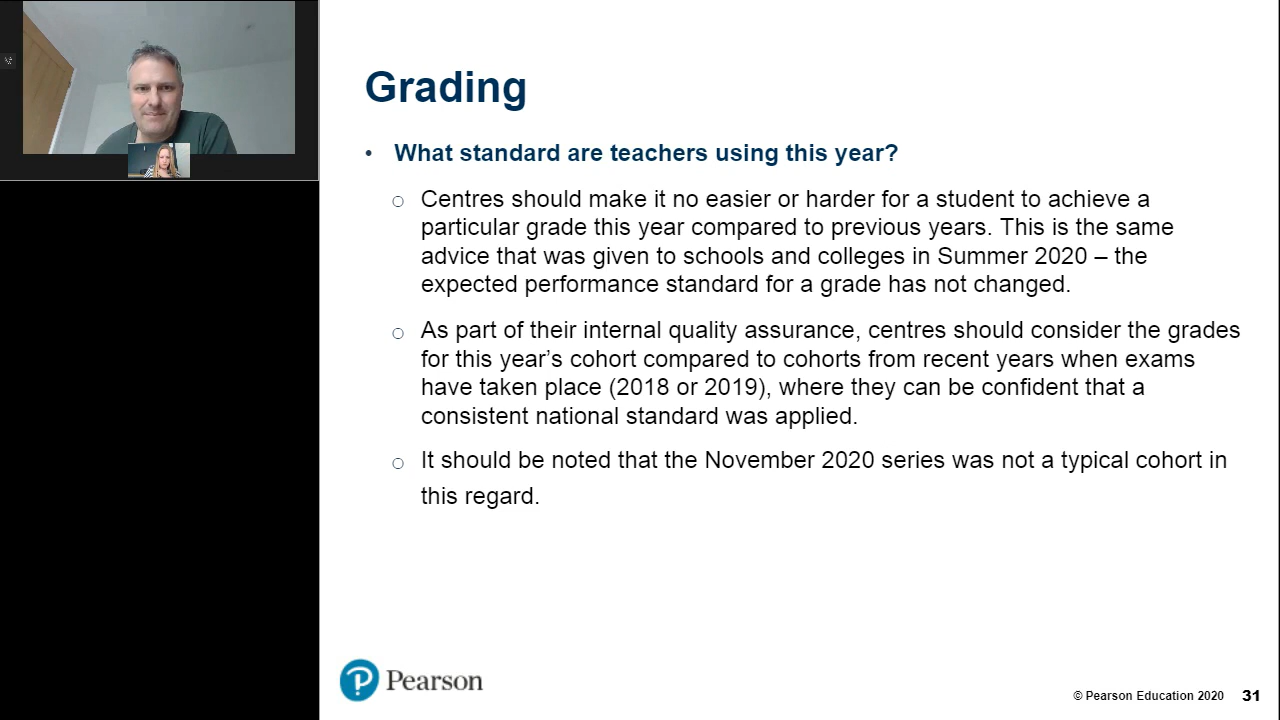 Grading
• What standard are teachers using this year?
○ Centres should make it no easier or harder for a student to achieve a
particular grade this year compared to previous years. This is the same
advice that was given to schools and colleges in Summer 2020 – the
expected performance standard for a grade has not changed.
○ As part of their internal quality assurance, centres should consider the grades
for this year’s cohort compared to cohorts from recent years when exams
have taken place (2018 or 2019), where they can be confident that a
consistent national standard was applied.
○ It should be noted that the November 2020 series was not a typical cohort in
this regard.
Pearson
© Pearson Education 2020 31